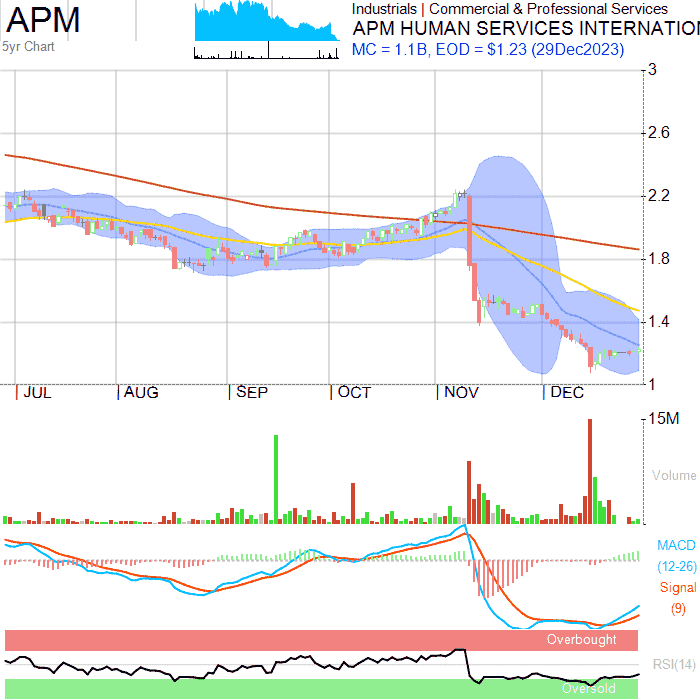 APM
5yr Chart
Industrials | Commercial & Professional Services
APM HUMAN SERVICES INTERNATIO
MC = 1.1B, EOD = $1.23 (29Dec2023)
3
2.6
2.2
1.8
1.4
1
JUL AUG SEP OCT NOV DEC
15M
Volume
MACD
(12-26)
Signal
(9)
Overbought
RSI(14)
Oversold